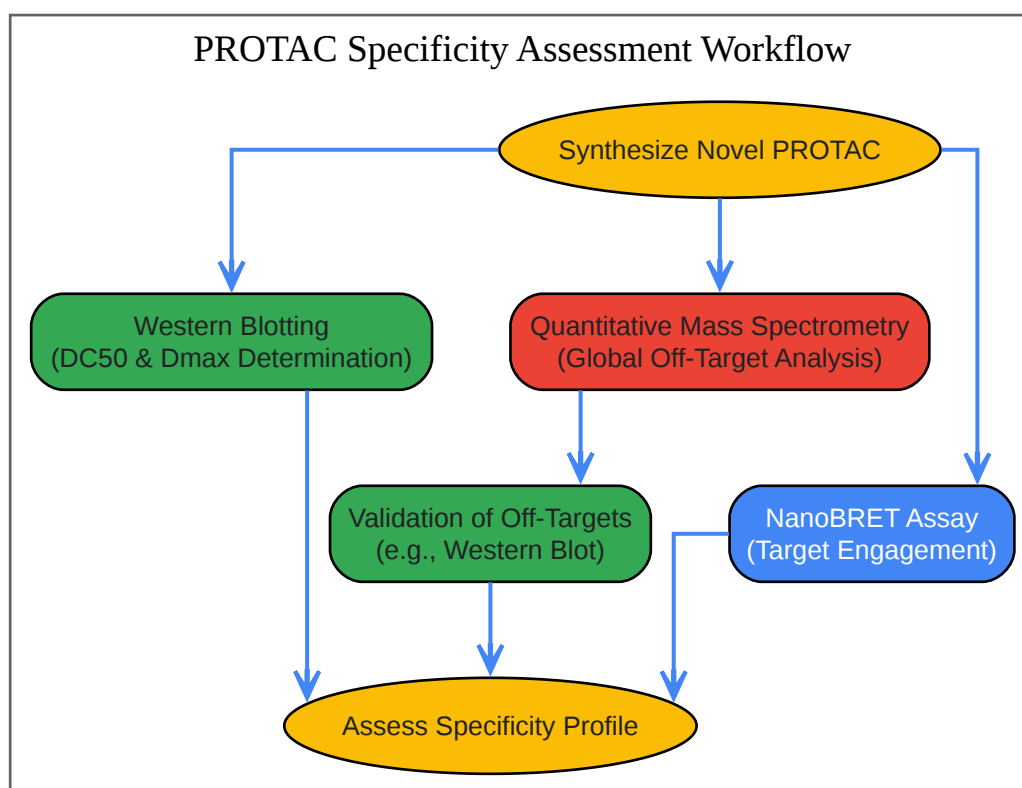 PROTAC Specificity Assessment Workflow
Synthesize Novel PROTAC
Western Blotting
(DC50 & Dmax Determination)
Quantitative Mass Spectrometry
(Global Off-Target Analysis)
Validation of Off-Targets
(e.g., Western Blot)
NanoBRET Assay
(Target Engagement)
Assess Specificity Profile